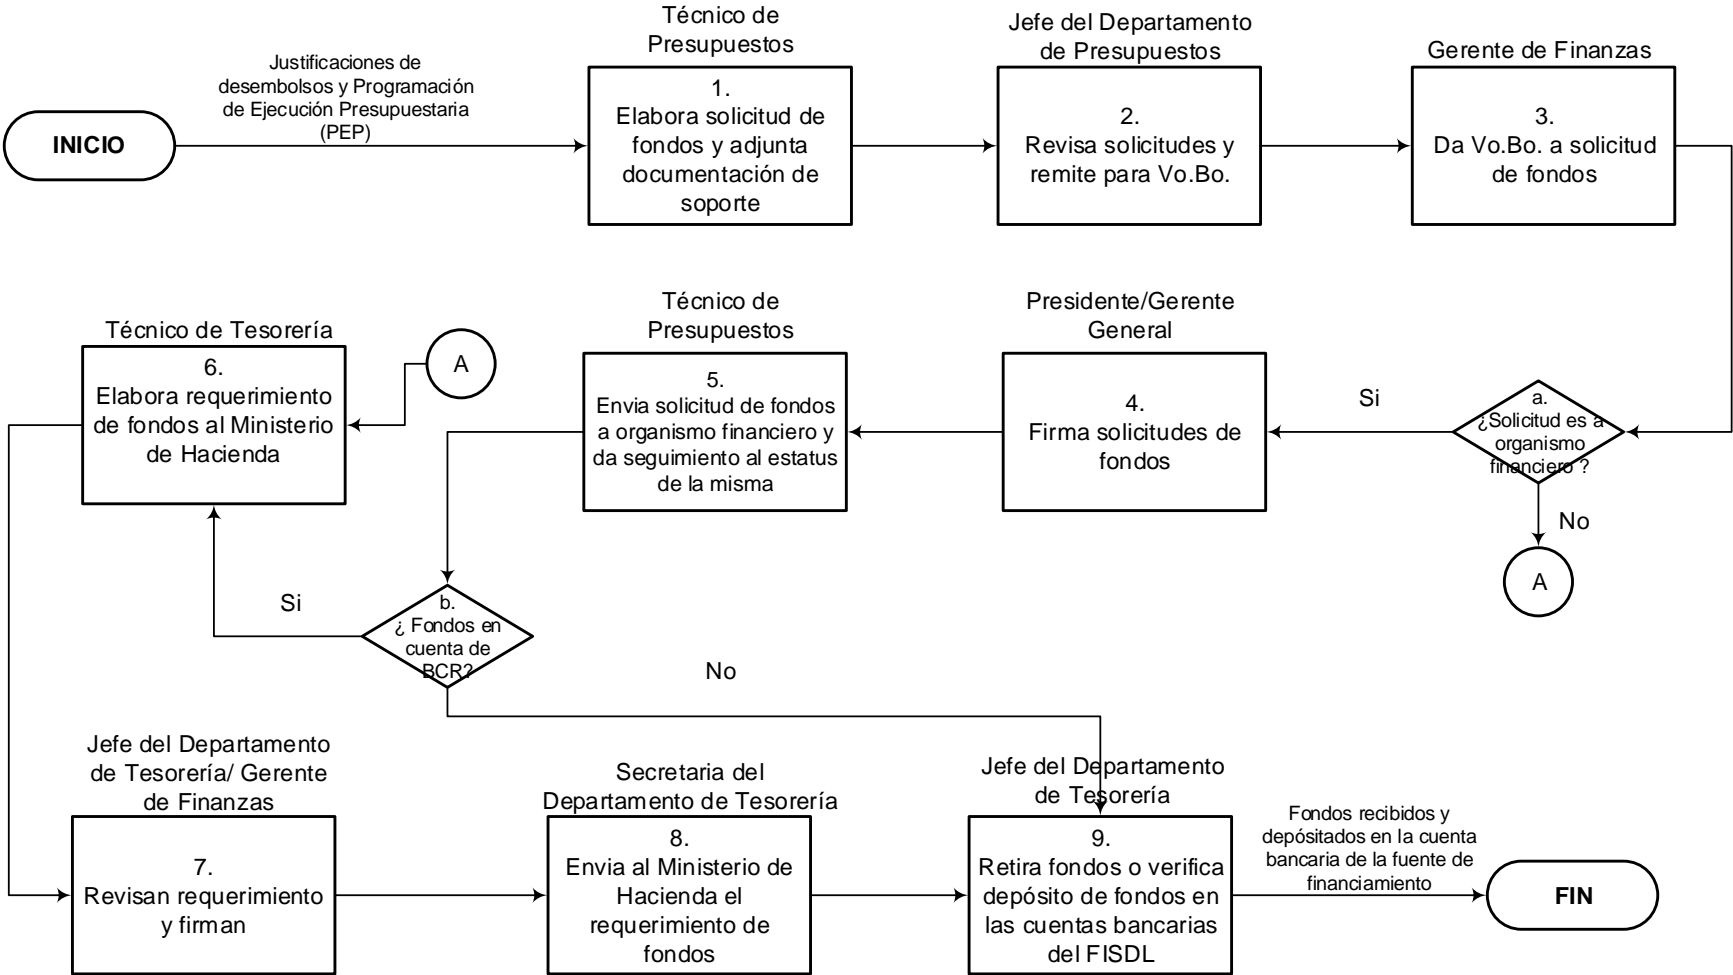 Justificaciones de
desembolsos y Programación
de Ejecución Presupuestaria
(PEP)
INICIO
Técnico de
Presupuestos
1.
Elabora solicitud de
fondos y adjunta
documentación de
soporte
Jefe del Departamento
de Presupuestos
2.
Revisa solicitudes y
remite para Vo.Bo.
Gerente de Finanzas
3.
Da Vo.Bo. a solicitud
de fondos
a.
¿Solicitud es a
organismo
financiero ?
Si
No
A
Presidente/Gerente
General
4.
Firma solicitudes de
fondos
Técnico de
Presupuestos
5.
Envia solicitud de fondos
a organismo financiero y
da seguimiento al estatus
de la misma
b.
¿ Fondos en
cuenta de
BCR?
Si
No
A
Técnico de Tesorería
6.
Elabora requerimiento
de fondos al Ministerio
de Hacienda
Jefe del Departamento
de Tesorería/ Gerente
de Finanzas
7.
Revisan requerimiento
y firman
Secretaria del
Departamento de Tesorería
8.
Envia al Ministerio de
Hacienda el
requerimiento de
fondos
Jefe del Departamento
de Tesorería
9.
Retira fondos o verifica
depósito de fondos en
las cuentas bancarias
del FISDL
Fondos recibidos y
depósitados en la cuenta
bancaria de la fuente de
financiamiento
FIN